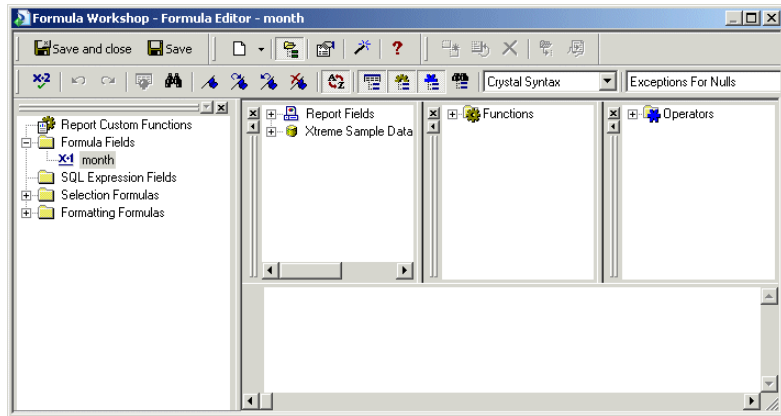 Formula Workshop - Formula Editor - month
Save and close Save
Crystal Syntax Exceptions For Nulls
Report Custom Functions
Formula Fields
month
SQL Expression Fields
Selection Formulas
Formatting Formulas
Report Fields
Xtreme Sample Data
Functions
Operators